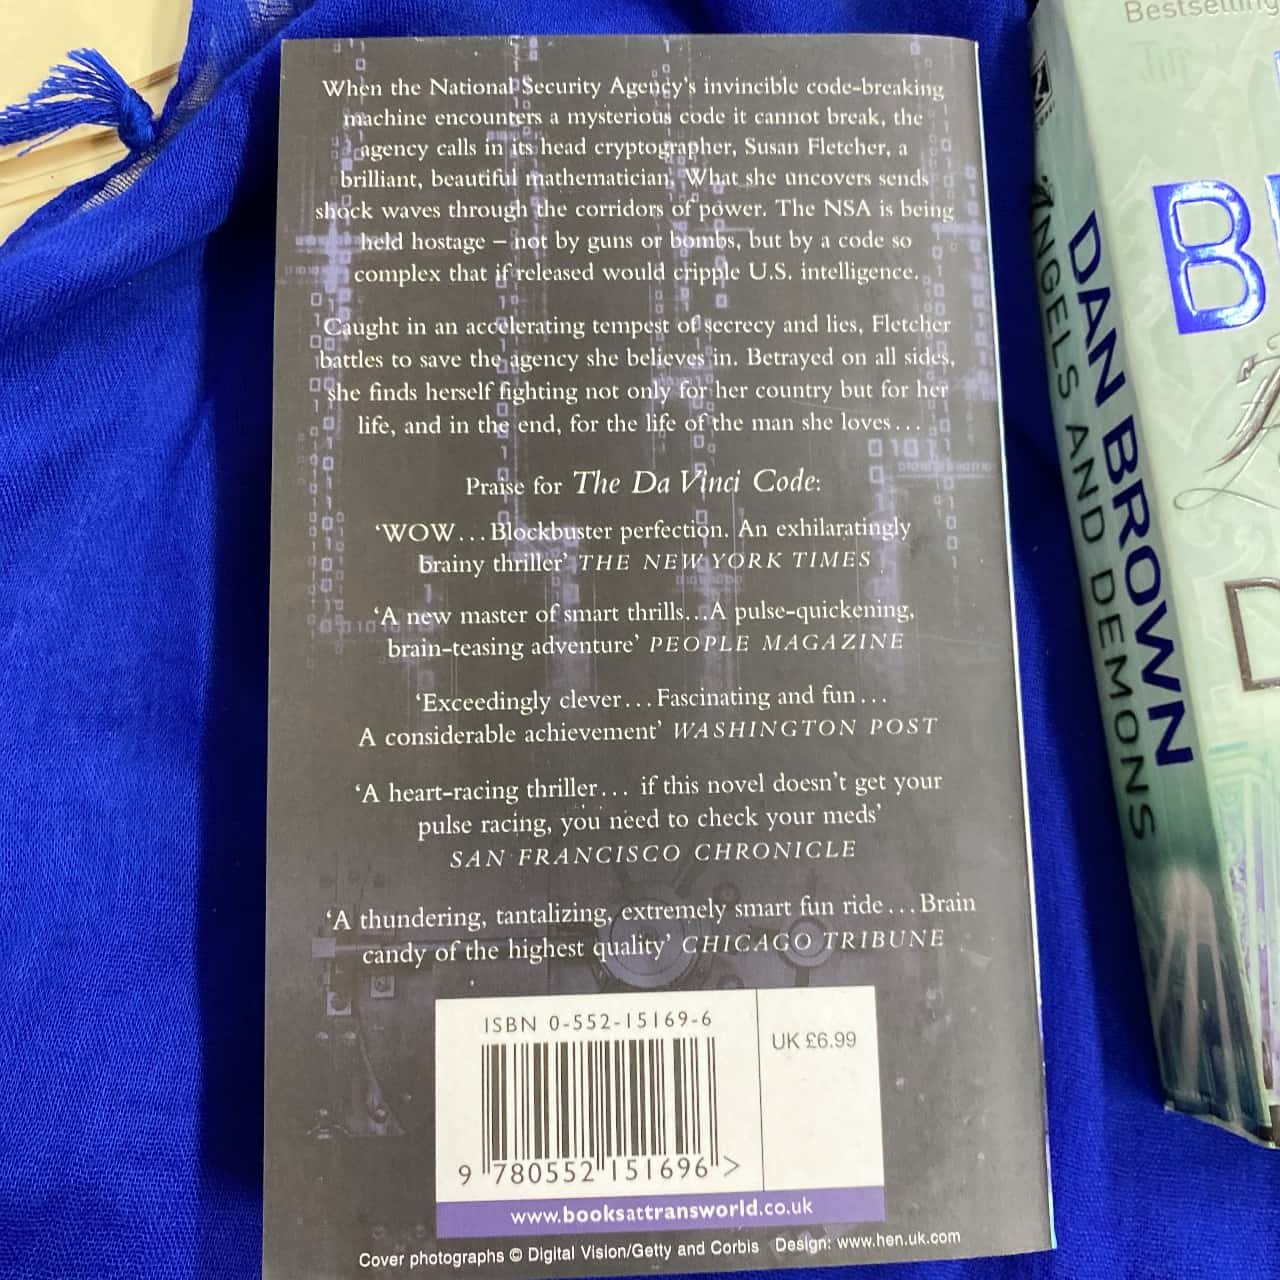 When the National Security Agency's invincible code-breaking
machine encounters a mysterious code it cannot break, the
agency calls in its head cryptographer, Susan Fletcher, a
brilliant, beautiful mathematician. What she uncovers sends
shock waves through the corridors of power. The NSA is being
held hostage – not by guns or bombs, but by a code so
complex that if released would cripple U.S. intelligence.
Caught in an accelerating tempest of secrecy and lies, Fletcher
battles to save the agency she believes in. Betrayed on all sides,
she finds herself fighting not only for her country but for her
life, and in the end, for the life of the man she loves...
Praise for The Da Vinci Code:
'WOW...Blockbuster perfection. An exhilaratingly
brainy thriller' THE NEW YORK TIMES
'A new master of smart thrills...A pulse-quickening,
brain-teasing adventure' PEOPLE MAGAZINE
'Exceedingly clever...Fascinating and fun...
A considerable achievement' WASHINGTON POST
'A heart-racing thriller... if this novel doesn't get your
pulse racing, you need to check your meds'
SAN FRANCISCO CHRONICLE
'A thundering, tantalizing, extremely smart fun ride...Brain
candy of the highest quality' CHICAGO TRIBUNE
ISBN 0-552-15169-6
UK £6.99
9 780552 151696 >
www.booksattransworld.co.uk
Cover photographs © Digital Vision/Getty and Corbis Design: www.hen.uk.com
DAN BROWN
ANGELS AND DEMONS